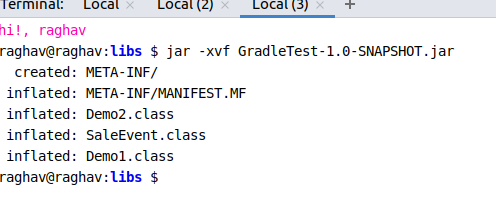 Terminal: Local × Local (2) × Local (3) × +
hi!, raghav
raghav@raghav:libs $ jar -xvf GradleTest-1.0-SNAPSHOT.jar
created: META-INF/
inflated: META-INF/MANIFEST.MF
inflated: Demo2.class
inflated: SaleEvent.class
inflated: Demo1.class
raghav@raghav:libs $